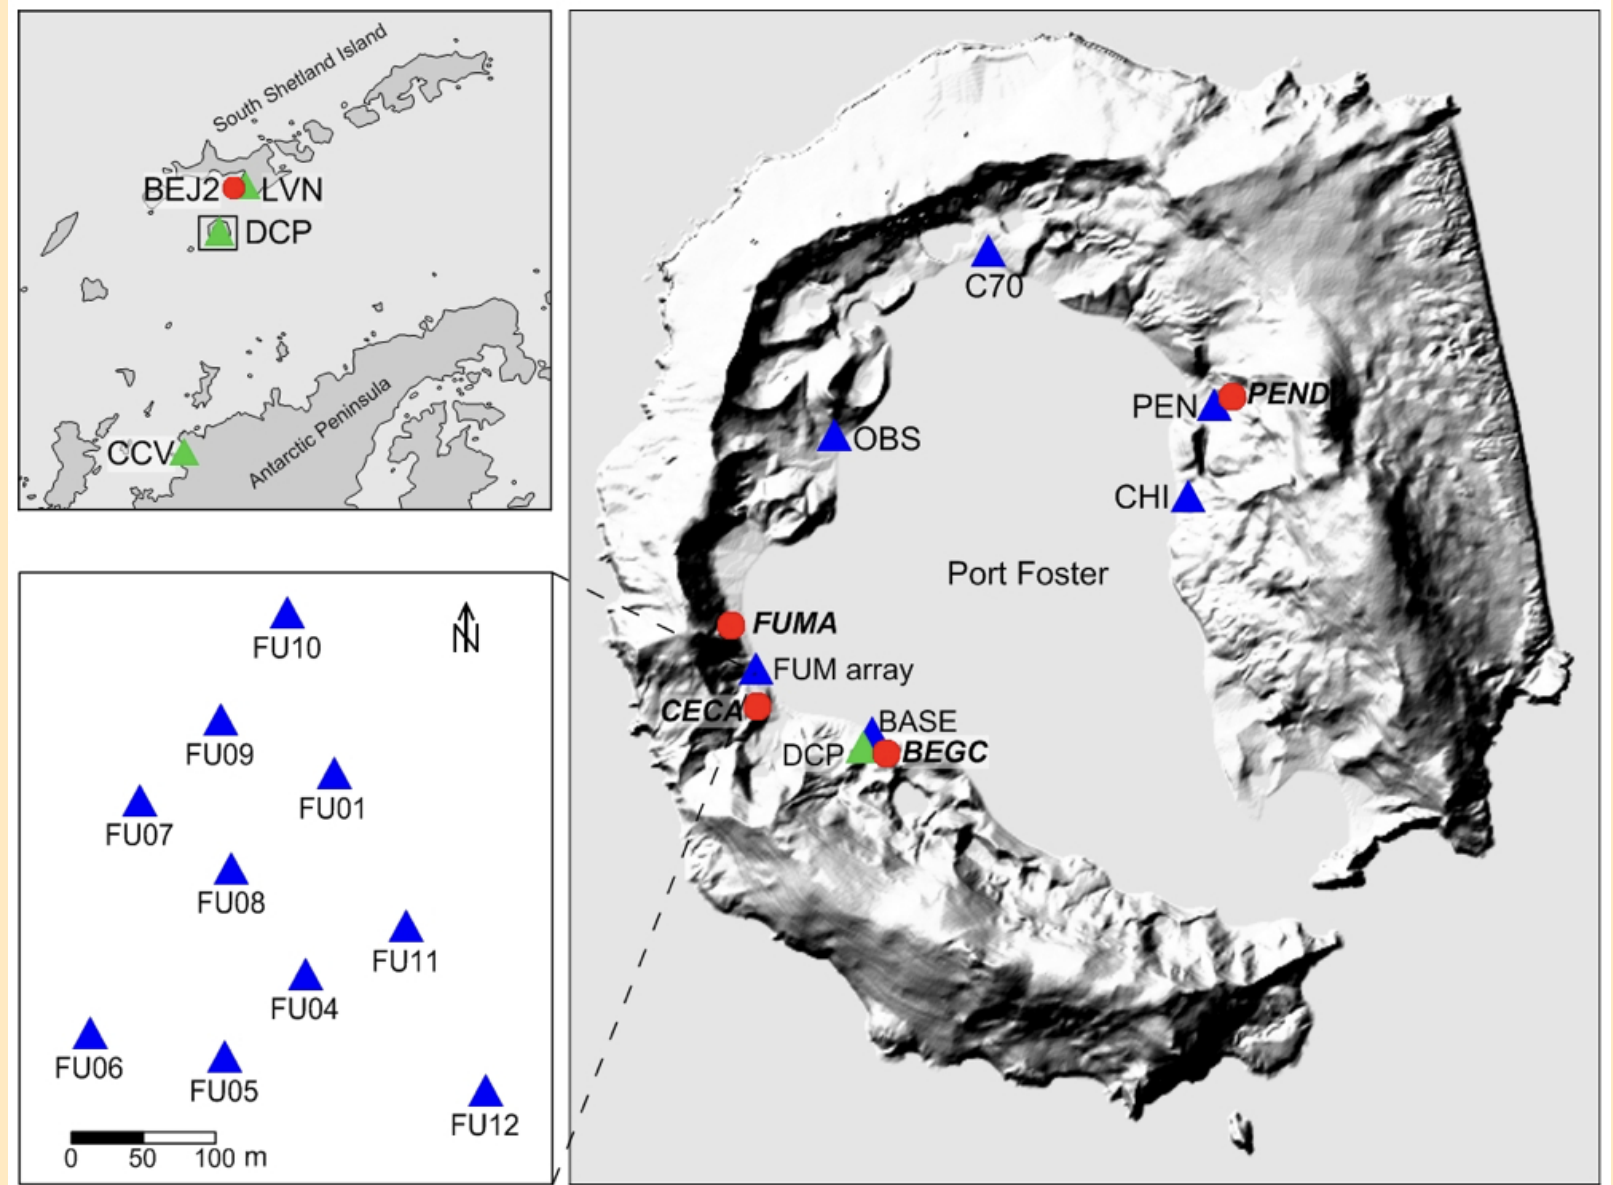 South Shetland Island
BEJ2
LVN
DCP
CCV
Antarctic Peninsula
FU10
N
FU09
FU01
FU07
FU08
FU11
FU04
FU06
FU05
FU12
0 50 100 m
C70
PEN
PEND
OBS
CHI
Port Foster
FUMA
FUM array
CECA
BASE
DCP
BEGC